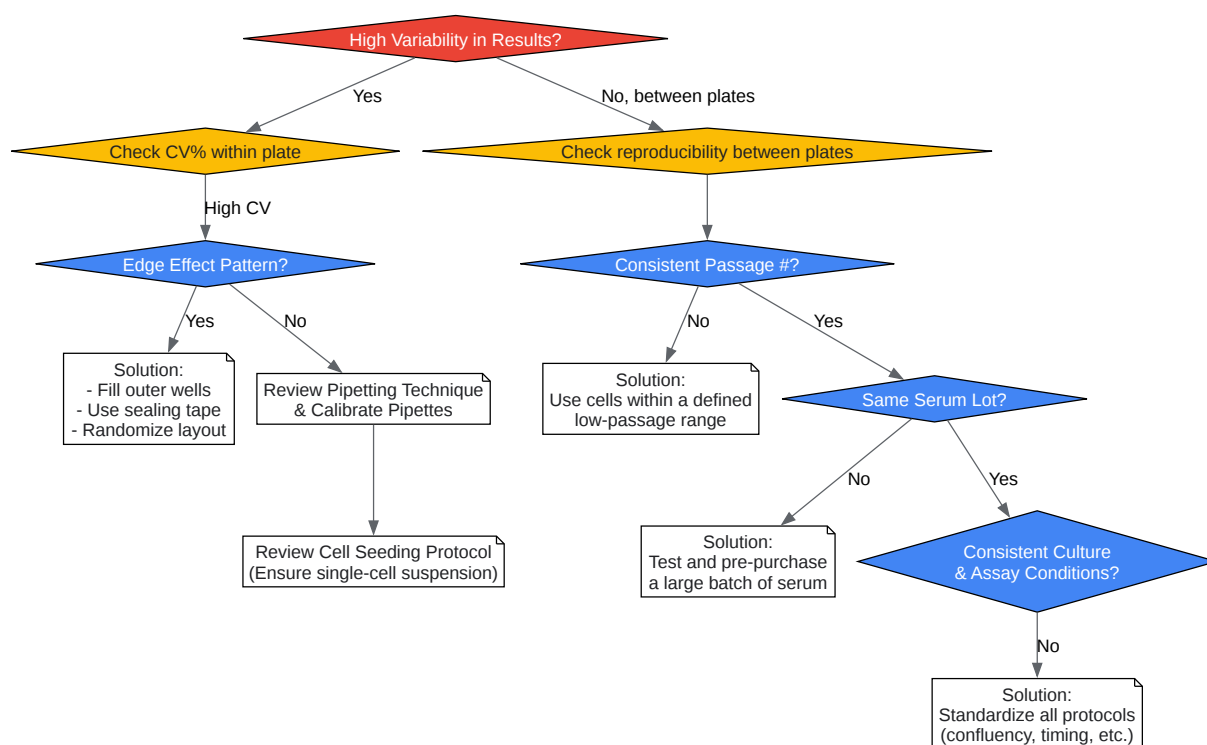 High Variability in Results?
Yes
No, between plates
Check CV% within plate
Check reproducibility between plates
High CV
Edge Effect Pattern?
Consistent Passage #?
Yes
No
No
Yes
Solution:
- Fill outer wells
- Use sealing tape
- Randomize layout
Review Pipetting Technique
& Calibrate Pipettes
Solution:
Use cells within a defined
low-passage range
Same Serum Lot?
No
Yes
Review Cell Seeding Protocol
(Ensure single-cell suspension)
Solution:
Test and pre-purchase
a large batch of serum
Consistent Culture
& Assay Conditions?
No
Solution:
Standardize all protocols
(confluency, timing, etc.)